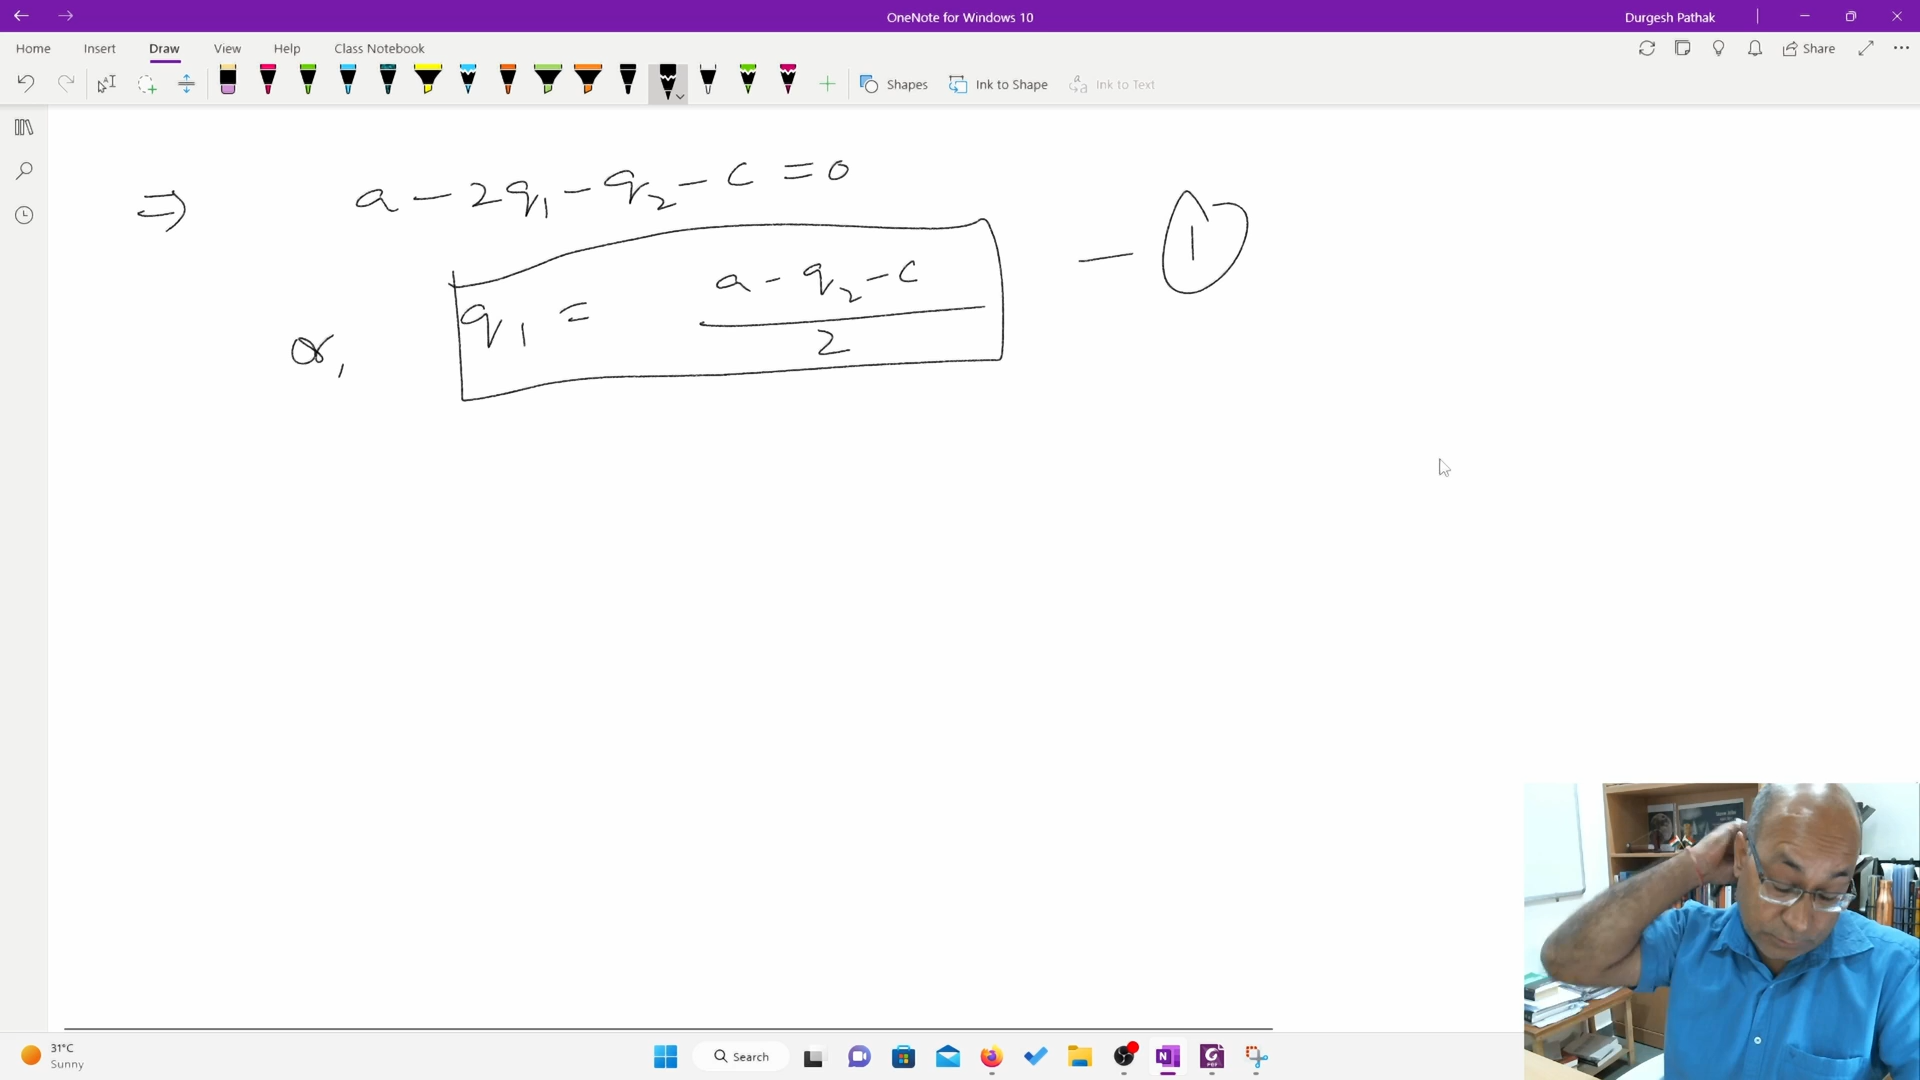 OneNote for Windows 10
Durgesh Pathak
Home Insert Draw View Help Class Notebook
Share
Shapes Ink to Shape Ink to Text
⇒ a - 2q₁ - q₂ - c = 0
or, q₁ = (a - q₂ - c) / 2 — ①
31°C
Sunny
Search